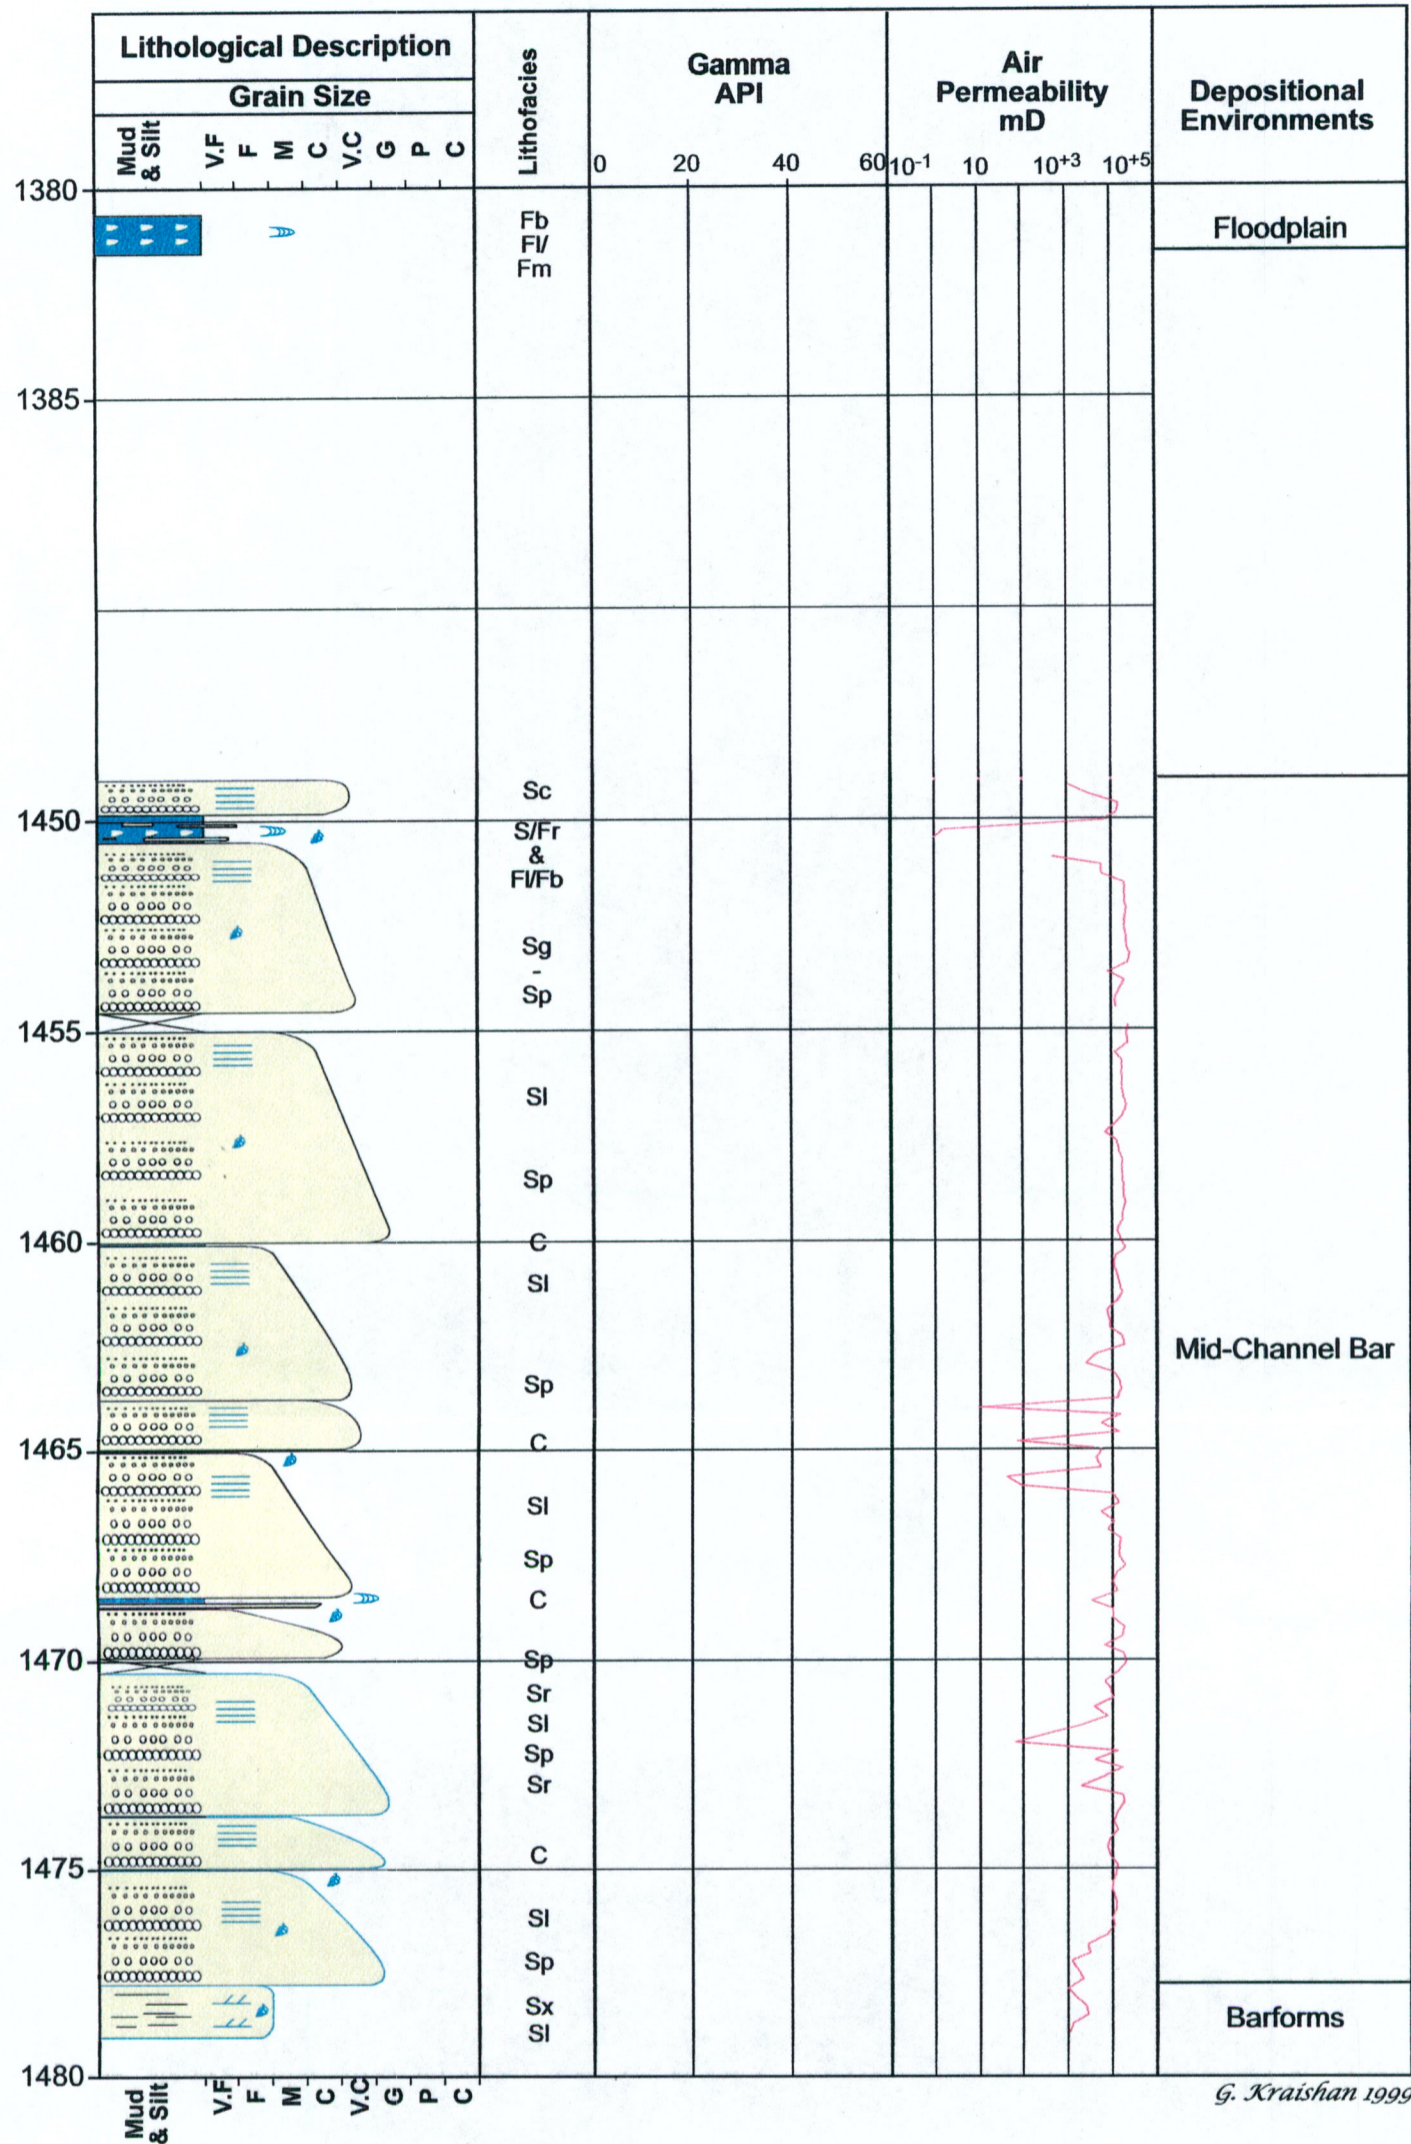 Lithological Description
Grain Size
Mud
& Silt
V.F
F
M
C
V.C
G
P
C
Lithofacies
Gamma
API
0
20
40
60
Air
Permeability
mD
10-1
10
10+3
10+5
Depositional
Environments
1380
Fb
Fl/
Fm
Floodplain
1385
Sc
1450
S/Fr
&
Fl/Fb
Sg
-
Sp
1455
Sl
Sp
1460
C
Sl
Mid-Channel Bar
Sp
C
1465
Sl
Sp
C
1470
Sp
Sr
Sl
Sp
Sr
C
1475
Sl
Sp
Sx
Sl
Barforms
1480
Mud
& Silt
V.F
F
M
C
V.C
G
P
C
G. Kraishan 1999